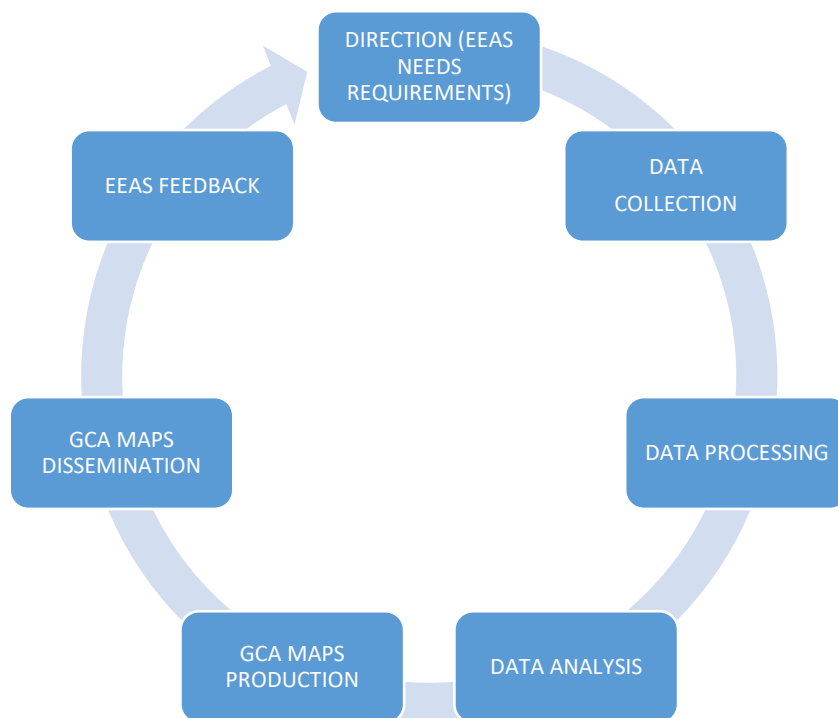 DIRECTION (EEAS
NEEDS
REQUIREMENTS)
DATA
COLLECTION
DATA PROCESSING
DATA ANALYSIS
GCA MAPS
PRODUCTION
GCA MAPS
DISSEMINATION
EEAS FEEDBACK